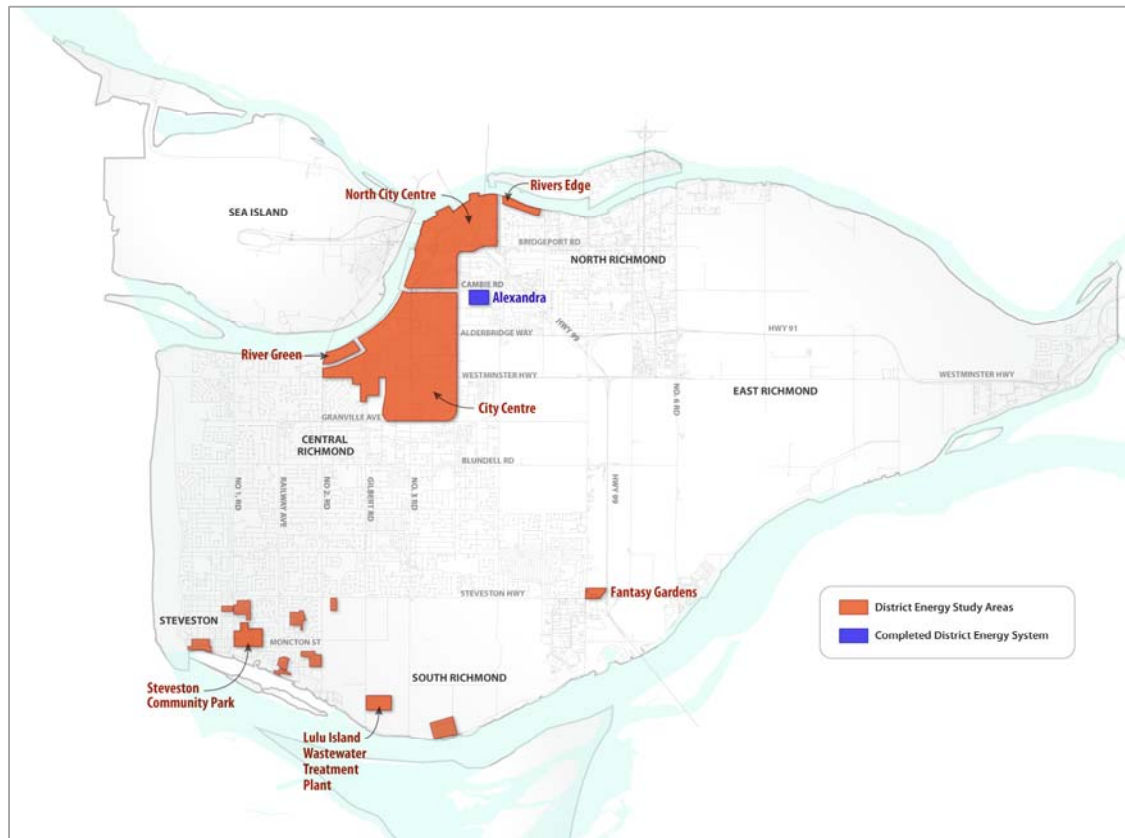 North City Centre
Rivers Edge
SEA ISLAND
BRIDGEPORT RD
NORTH RICHMOND
CAMBIE RD
Alexandra
HWY 99
ALDERBRIDGE WAY
HWY 91
River Green
WESTMINSTER HWY
WESTMINSTER HWY
NO. 6 RD
EAST RICHMOND
City Centre
GRANVILLE AVE
CENTRAL
RICHMOND
BLUNDELL RD
NO 1. RD
RAILWAY AVE
NO 2. RD
GILBERT RD
NO. 3 RD
HWY 99
STEVESTON HWY
Fantasy Gardens
District Energy Study Areas
Completed District Energy System
STEVESTON
MONCTON ST
SOUTH RICHMOND
Steveston
Community Park
Lulu Island
Wastewater
Treatment
Plant